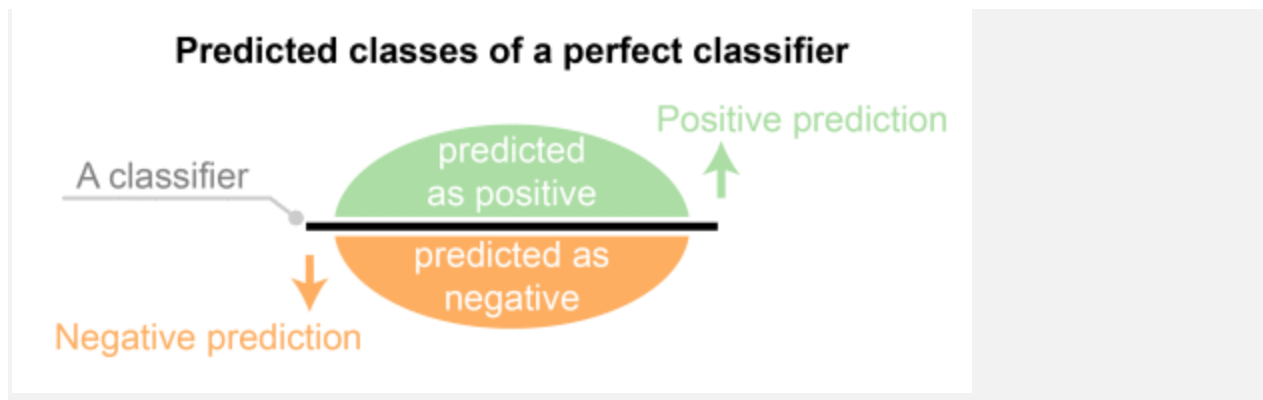 Predicted classes of a perfect classifier
Positive prediction
predicted
as positive
A classifier
predicted as
negative
Negative prediction